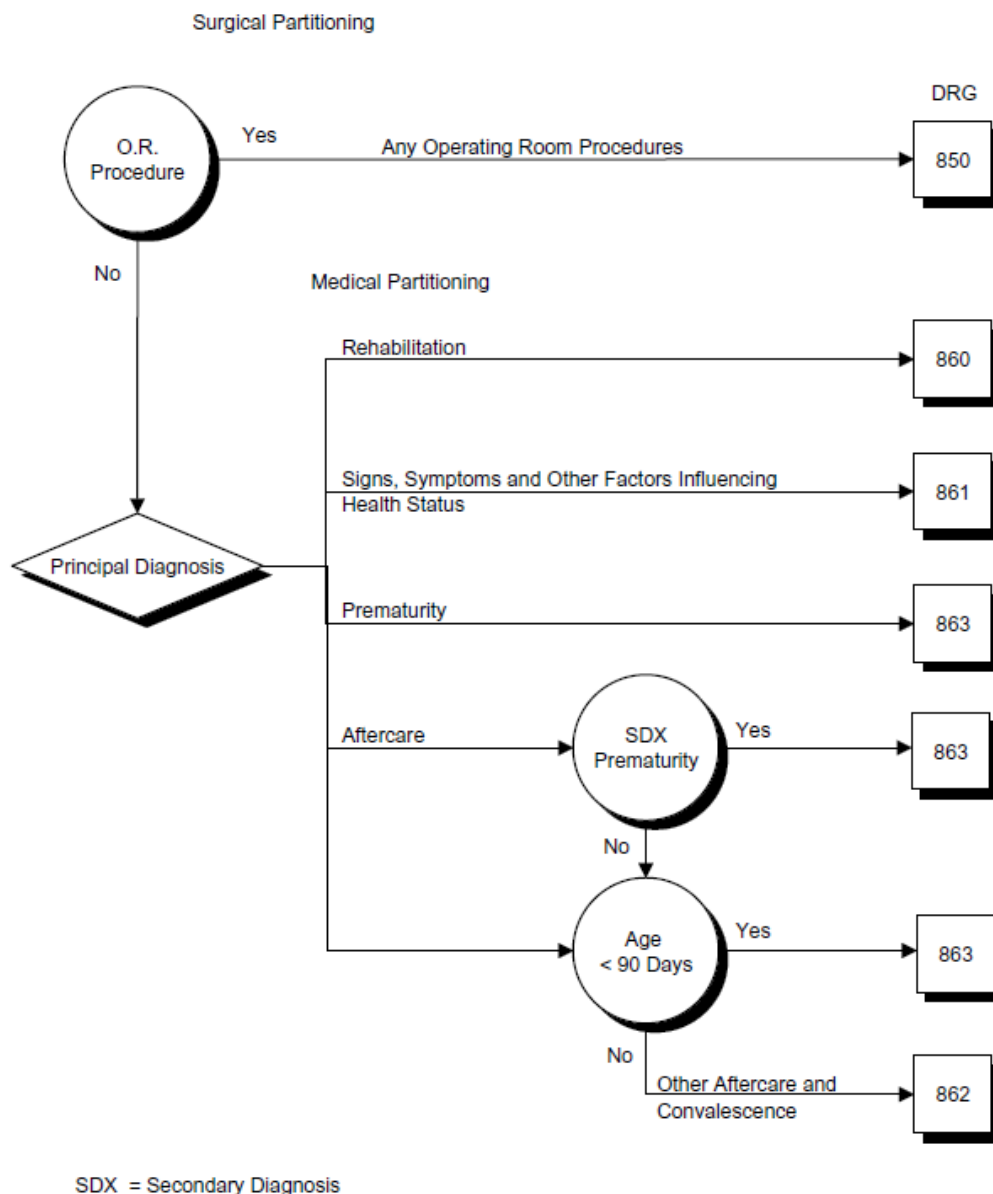 Surgical Partitioning
DRG
O.R.
Procedure
Yes
Any Operating Room Procedures
850
No
Medical Partitioning
Rehabilitation
860
Signs, Symptoms and Other Factors Influencing
Health Status
861
Principal Diagnosis
Prematurity
863
Aftercare
SDX
Prematurity
Yes
863
No
Age
< 90 Days
Yes
863
No
Other Aftercare and
Convalescence
862
SDX = Secondary Diagnosis